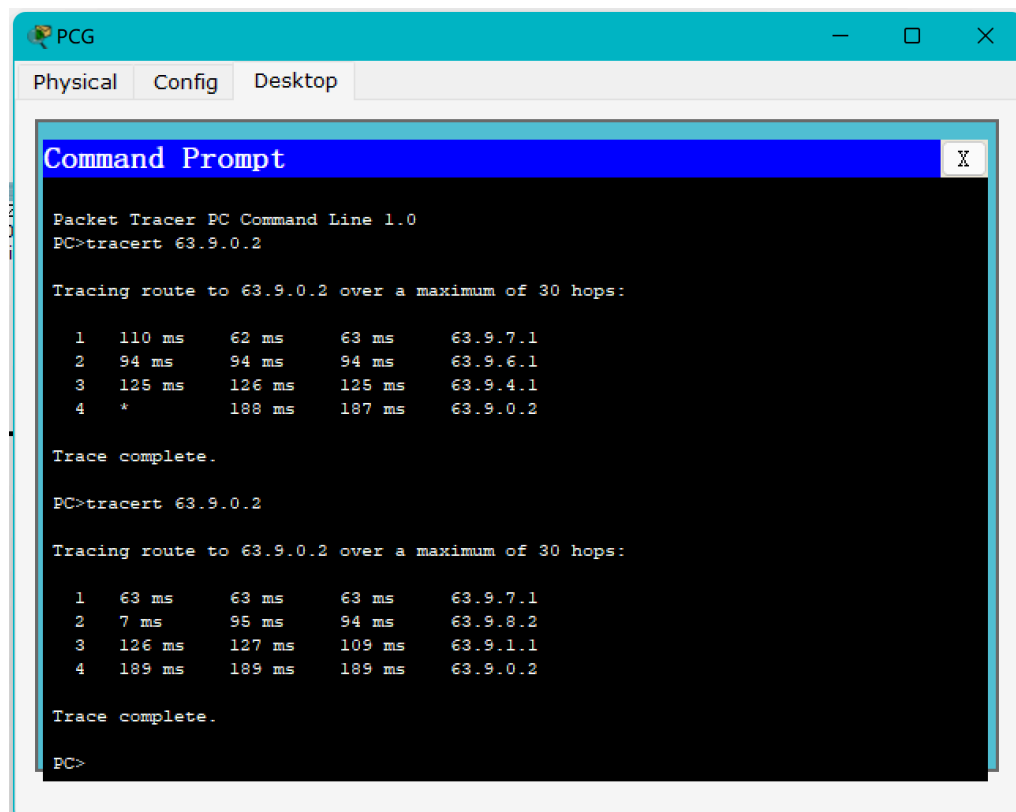 PCG
Physical Config Desktop
Command Prompt X
Packet Tracer PC Command Line 1.0
PC>tracert 63.9.0.2
Tracing route to 63.9.0.2 over a maximum of 30 hops:
1 110 ms 62 ms 63 ms 63.9.7.1
2 94 ms 94 ms 94 ms 63.9.6.1
3 125 ms 126 ms 125 ms 63.9.4.1
4 * 188 ms 187 ms 63.9.0.2
Trace complete.
PC>tracert 63.9.0.2
Tracing route to 63.9.0.2 over a maximum of 30 hops:
1 63 ms 63 ms 63 ms 63.9.7.1
2 7 ms 95 ms 94 ms 63.9.8.2
3 126 ms 127 ms 109 ms 63.9.1.1
4 189 ms 189 ms 189 ms 63.9.0.2
Trace complete.
PC>